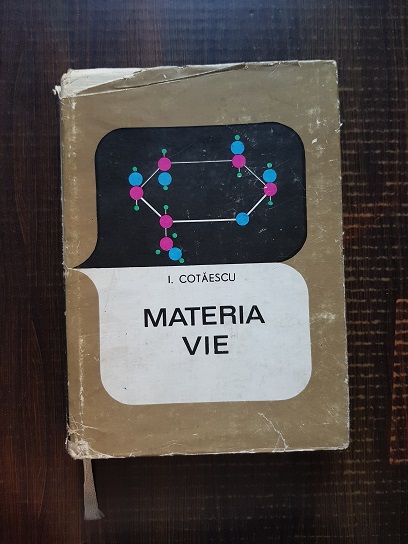 I. COTĂESCU
MATERIA
VIE